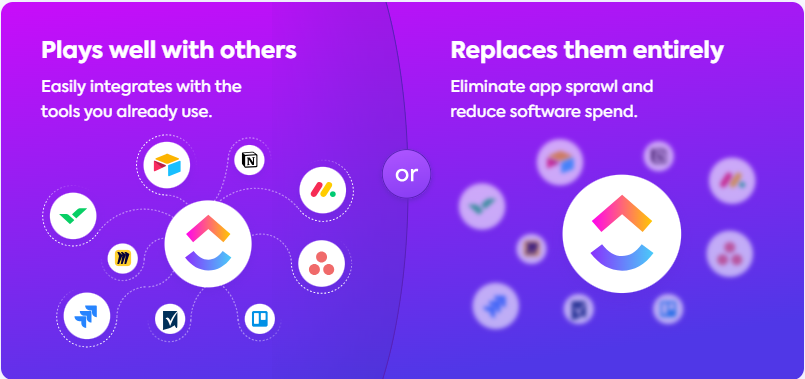 Plays well with others
Easily integrates with the
tools you already use.
N
or
Replaces them entirely
Eliminate app sprawl and
reduce software spend.